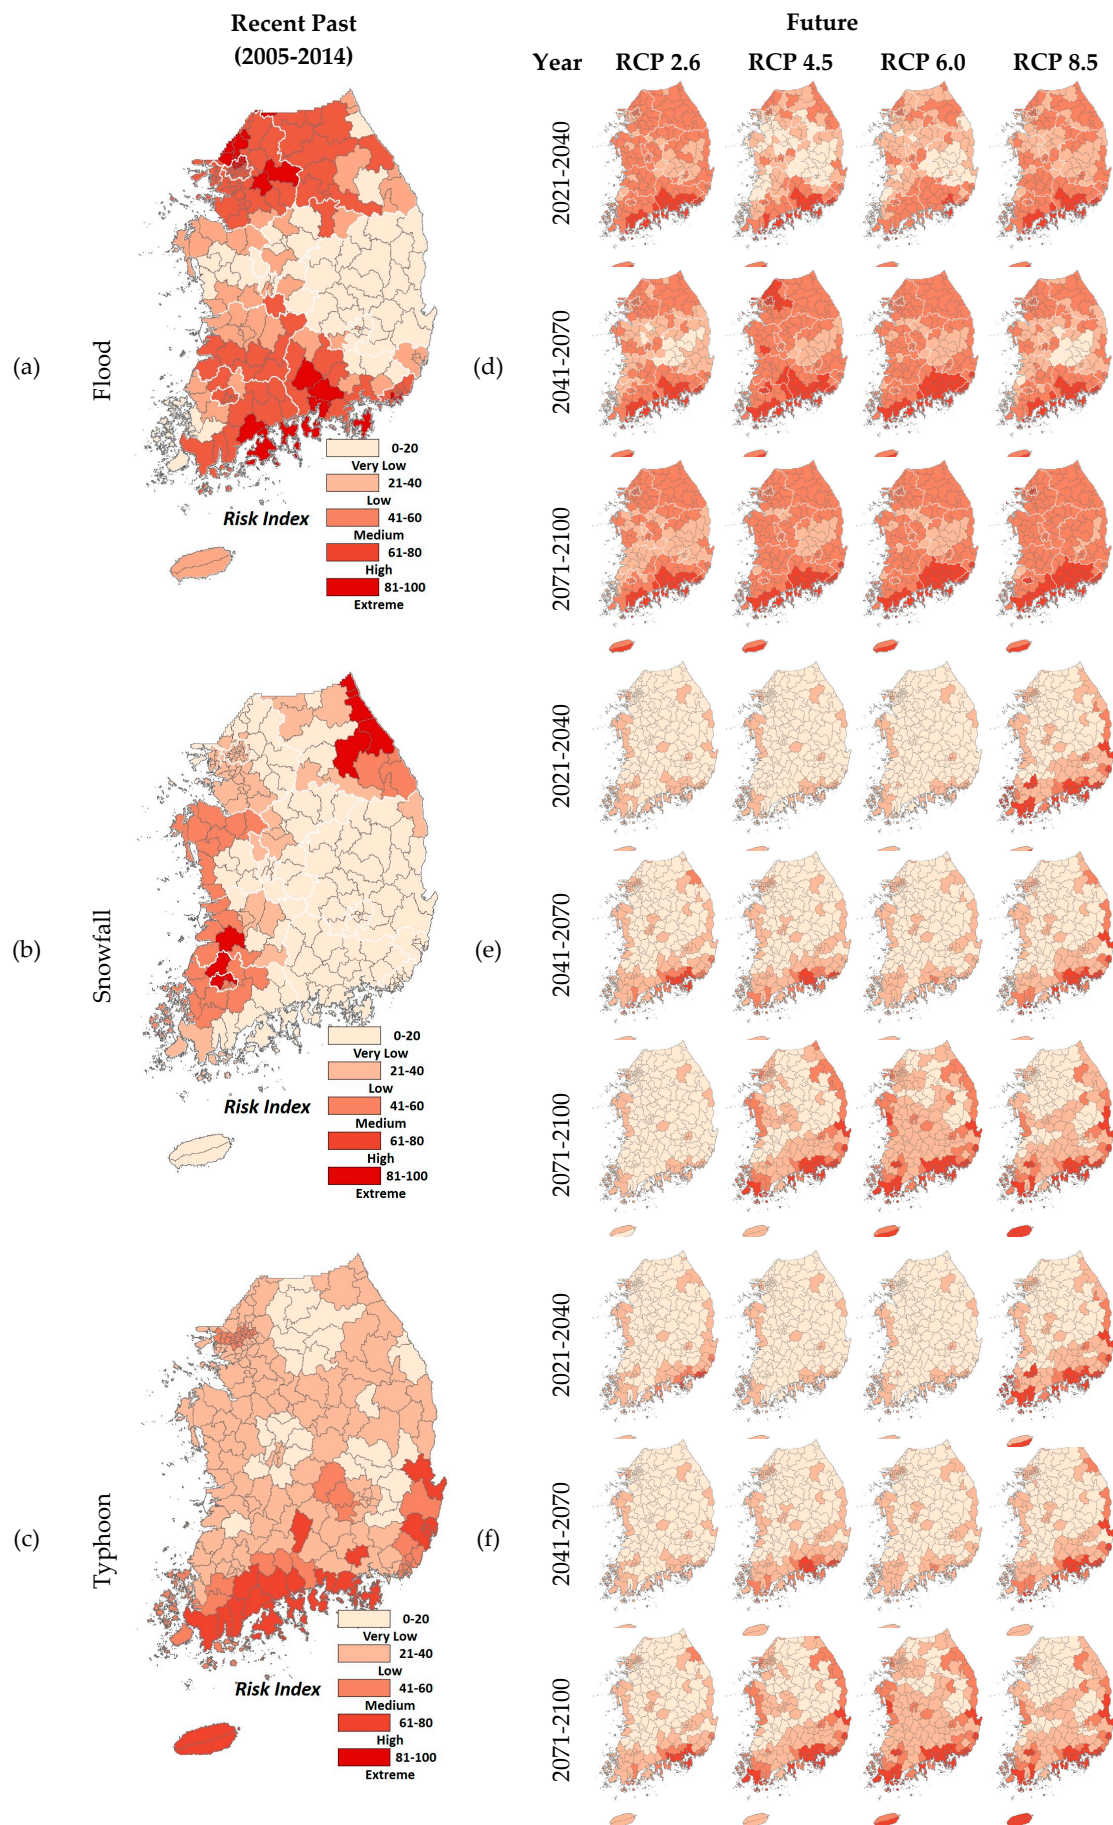 Recent Past
(2005-2014)
Future
Year RCP 2.6 RCP 4.5 RCP 6.0 RCP 8.5
(a)
Flood
0-20
Very Low
21-40
Low
41-60
Medium
61-80
High
81-100
Extreme
Risk Index
(d)
2021-2040
2041-2070
2071-2100
(b)
Snowfall
0-20
Very Low
21-40
Low
41-60
Medium
61-80
High
81-100
Extreme
Risk Index
(e)
2021-2040
2041-2070
2071-2100
(c)
Typhoon
0-20
Very Low
21-40
Low
41-60
Medium
61-80
High
81-100
Extreme
Risk Index
(f)
2021-2040
2041-2070
2071-2100